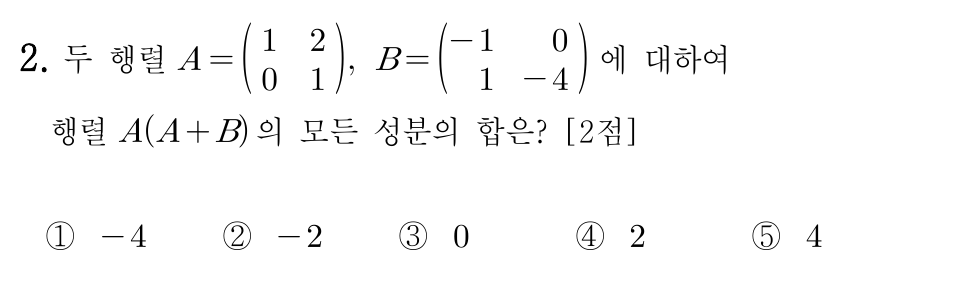 2. 두 행렬 A=(1 2; 0 1), B=(-1 0; 1 -4)에 대하여
행렬 A(A+B)의 모든 성분의 합은? [2점]
① -4 ② -2 ③ 0 ④ 2 ⑤ 4